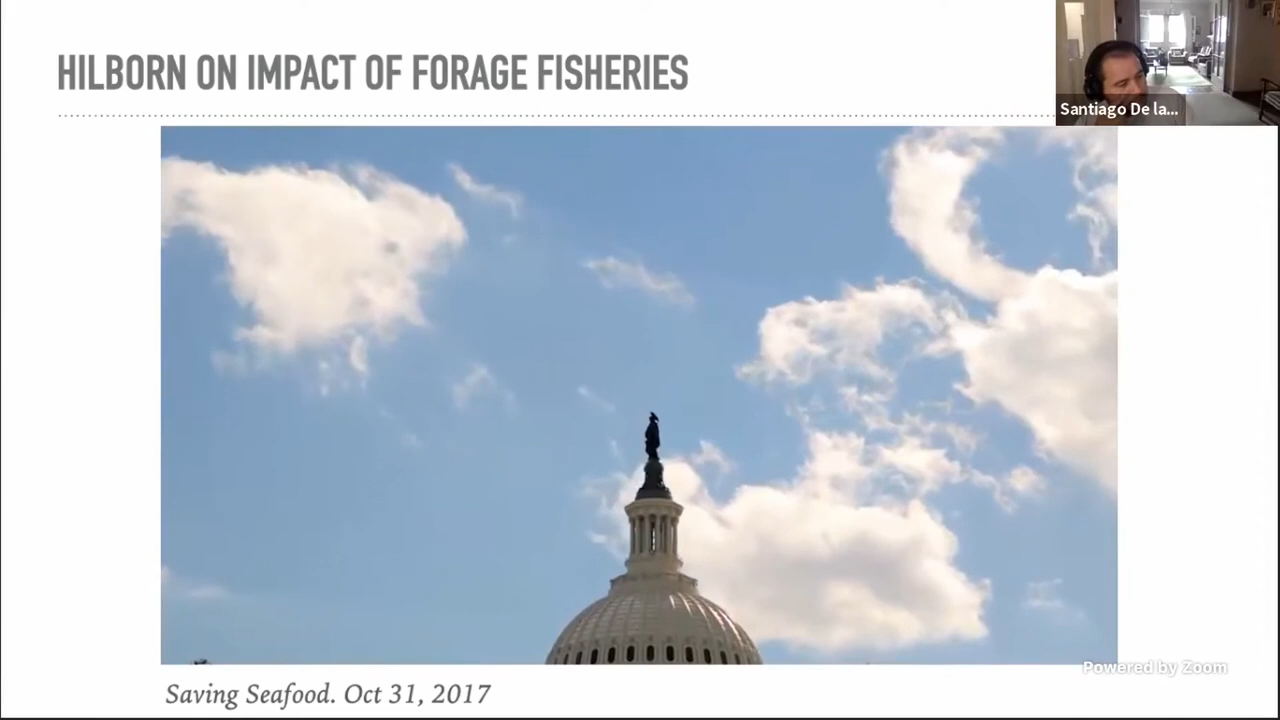 HILBORN ON IMPACT OF FORAGE FISHERIES
Santiago De la...
Powered by Zoom
Saving Seafood. Oct 31, 2017